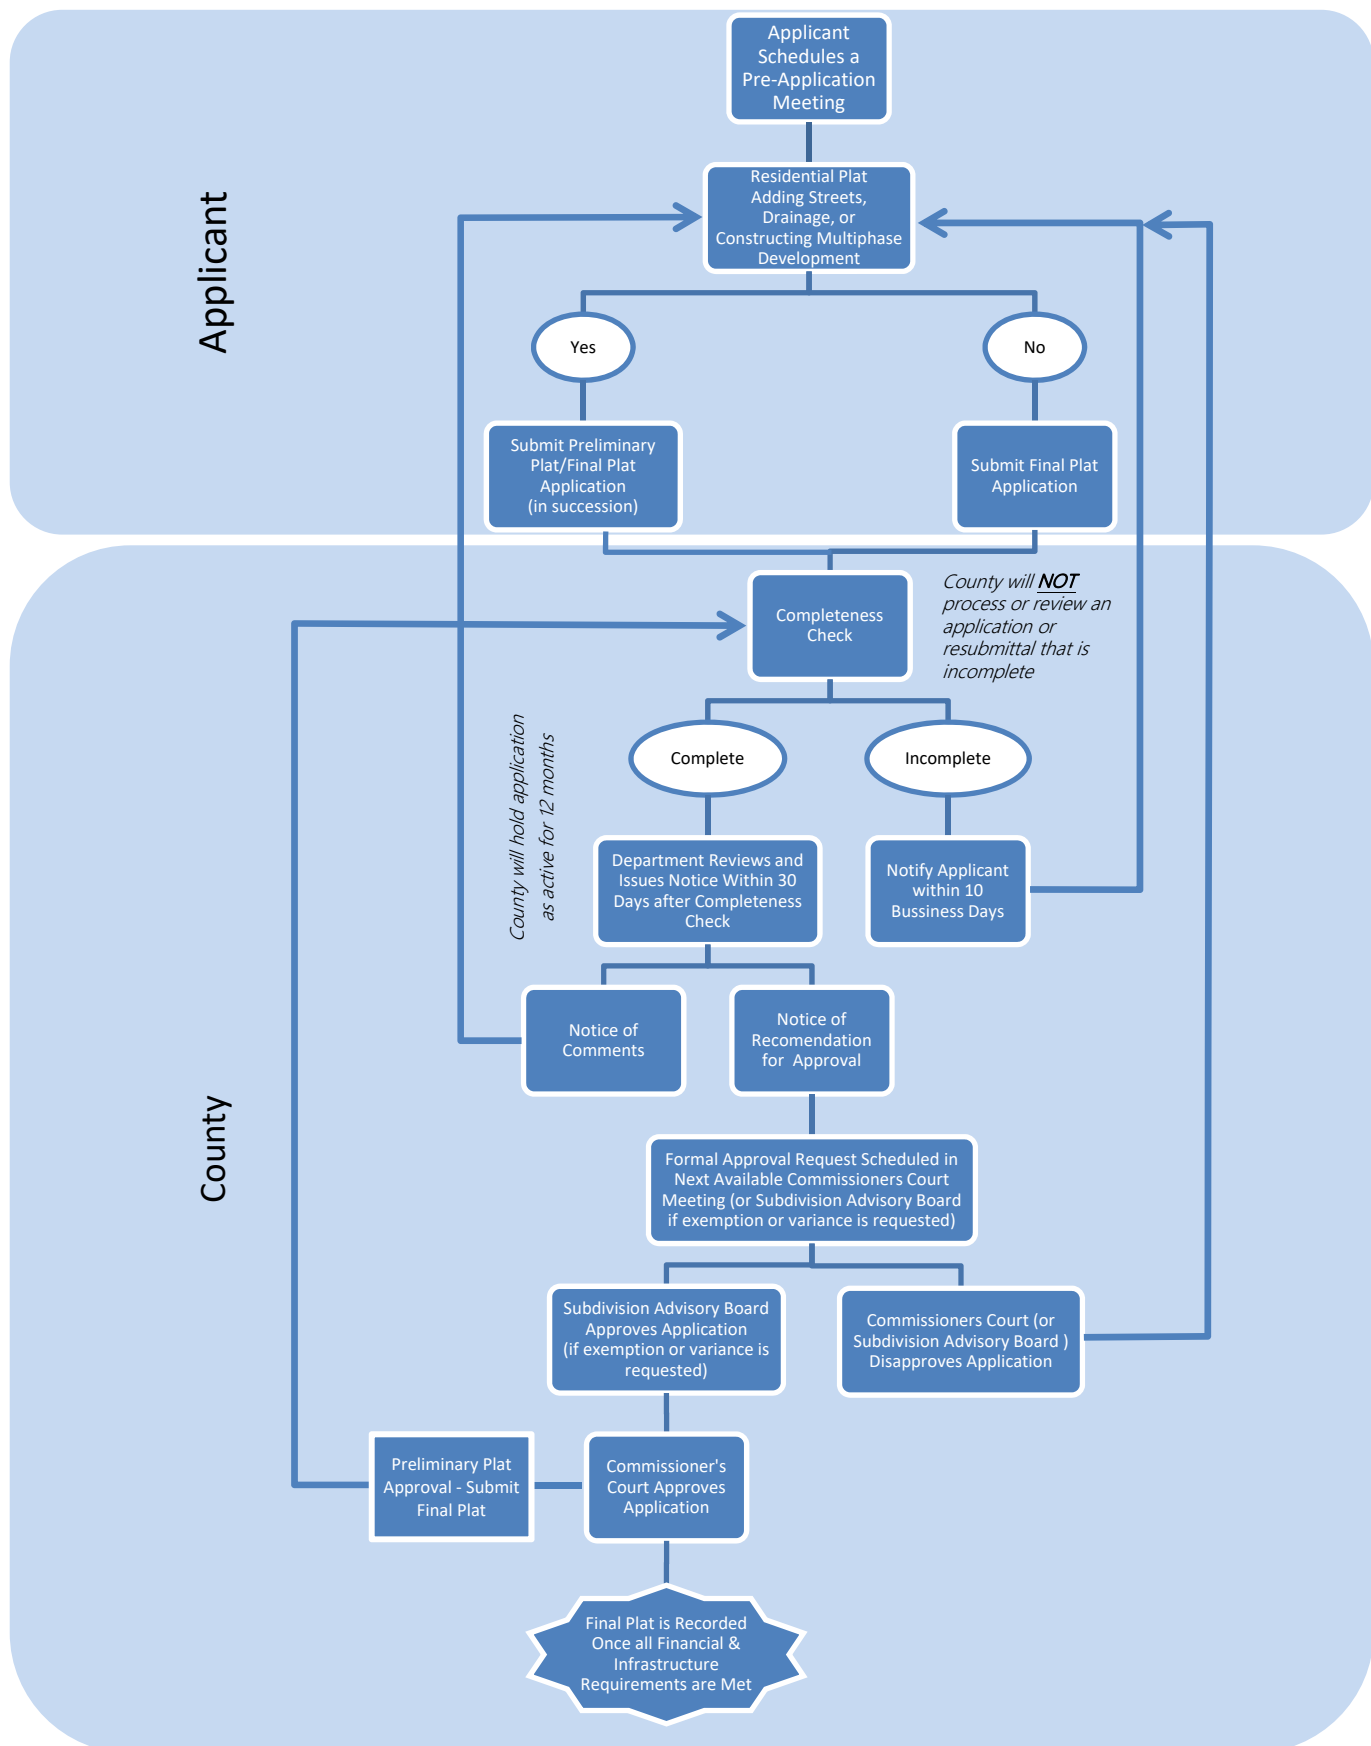 Applicant
Schedules a
Pre-Application
Meeting
Residential Plat
Adding Streets,
Drainage, or
Constructing Multiphase
Development
Applicant
Yes
No
Submit Preliminary
Plat/Final Plat
Application
(in succession)
Submit Final Plat
Application
Completeness
Check
County will NOT
process or review an
application or
resubmittal that is
incomplete
County will hold application
as active for 12 months
Complete
Incomplete
Department Reviews and
Issues Notice Within 30
Days after Completeness
Check
Notify Applicant
within 10
Bussiness Days
Notice of
Comments
Notice of
Recomendation
for Approval
County
Formal Approval Request Scheduled in
Next Available Commissioners Court
Meeting (or Subdivision Advisory Board
if exemption or variance is requested)
Subdivision Advisory Board
Approves Application
(if exemption or variance is
requested)
Commissioners Court (or
Subdivision Advisory Board )
Disapproves Application
Preliminary Plat
Approval - Submit
Final Plat
Commissioner's
Court Approves
Application
Final Plat is Recorded
Once all Financial &
Infrastructure
Requirements are Met